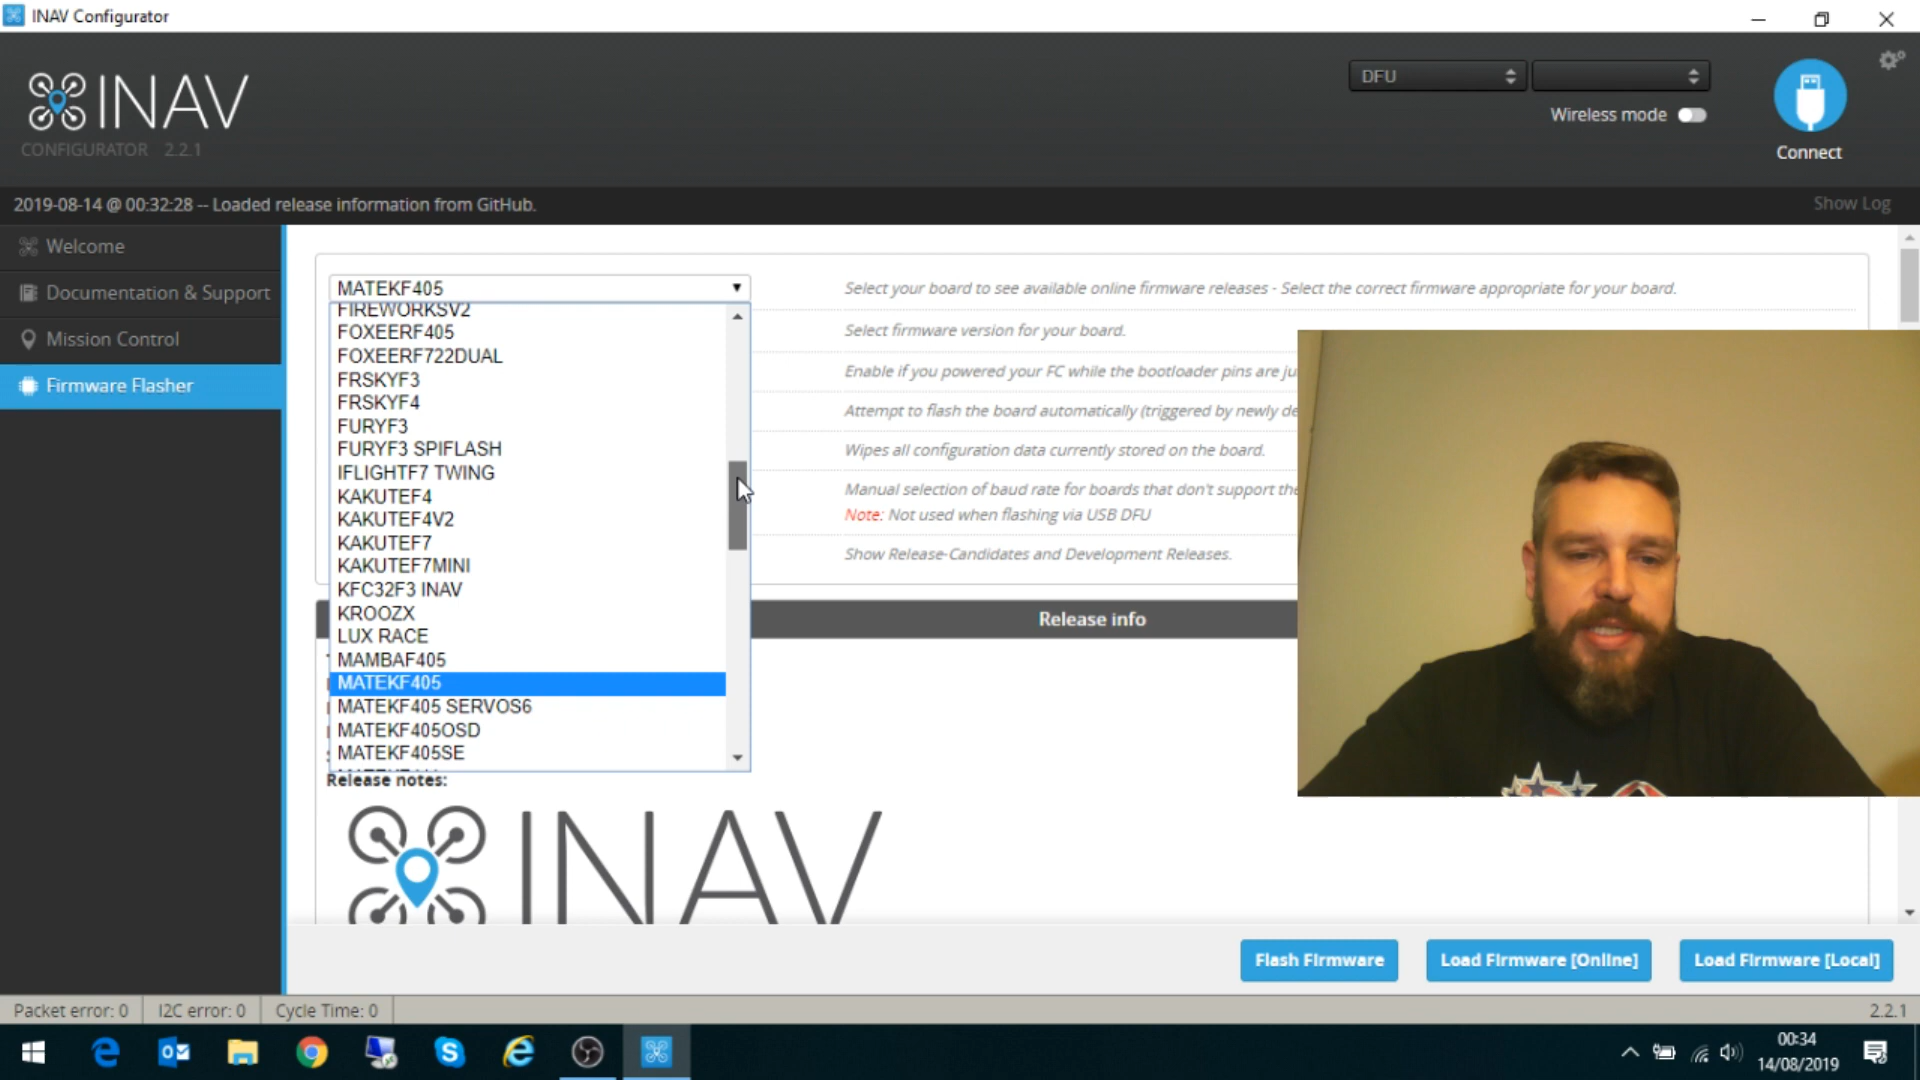 INAV Configurator
INAV
CONFIGURATOR 2.2.1
DFU
Wireless mode
Connect
2019-08-14 @ 00:32:28 -- Loaded release information from GitHub.
Show Log
Welcome
Documentation & Support
Mission Control
Firmware Flasher
MATEKF405
Select your board to see available online firmware releases - Select the correct firmware appropriate for your board.
FIREWORKSV2
FOXEERF405
Select firmware version for your board.
FOXEERF722DUAL
FRSKYF3
Enable if you powered your FC while the bootloader pins are
FRSKYF4
Attempt to flash the board automatically (triggered by newly
FURYF3
FURYF3 SPIFLASH
Wipes all configuration data currently stored on the board.
IFLIGHTF7 TWING
KAKUTEF4
Manual selection of baud rate for boards that don't support
KAKUTEF4V2
Note: Not used when flashing via USB DFU
KAKUTEF7
KAKUTEF7MINI
Show Release-Candidates and Development Releases.
KFC32F3 INAV
KROOZX
LUX RACE
Release info
MAMBAF405
MATEKF405
MATEKF405 SERVOS6
MATEKF405OSD
MATEKF405SE
Release notes:
INAV
Flash Firmware
Load Firmware [Online]
Load Firmware [Local]
Packet error: 0
I2C error: 0
Cycle Time: 0
2.2.1
00:34
14/08/2019